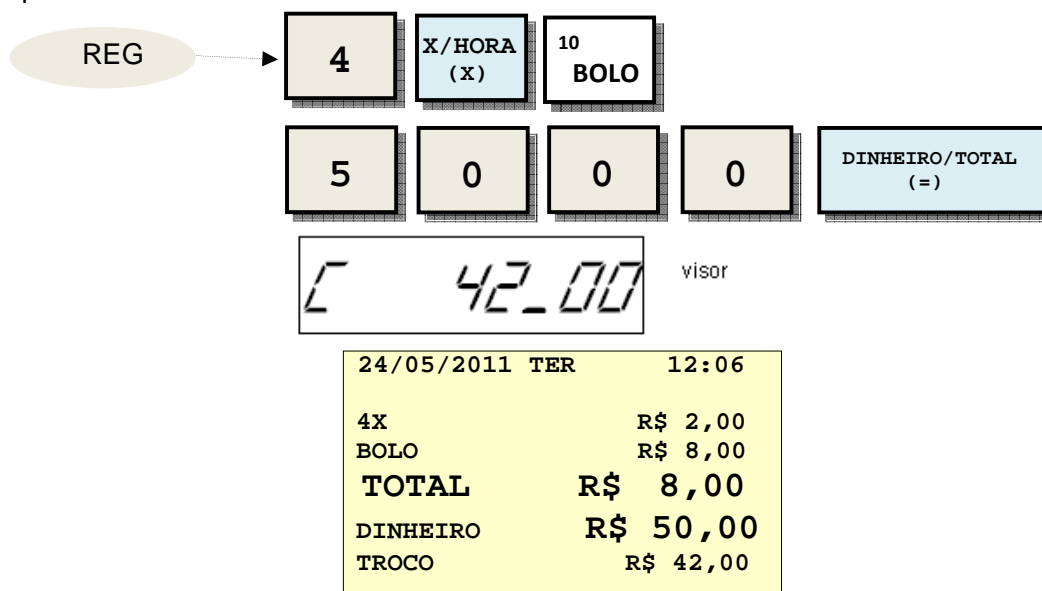 REG
4 X/HORA (X) 10 BOLO
5 0 0 0 DINHEIRO/TOTAL (=)
C 42_00 visor
24/05/2011 TER 12:06
4X R$ 2,00
BOLO R$ 8,00
TOTAL R$ 8,00
DINHEIRO R$ 50,00
TROCO R$ 42,00